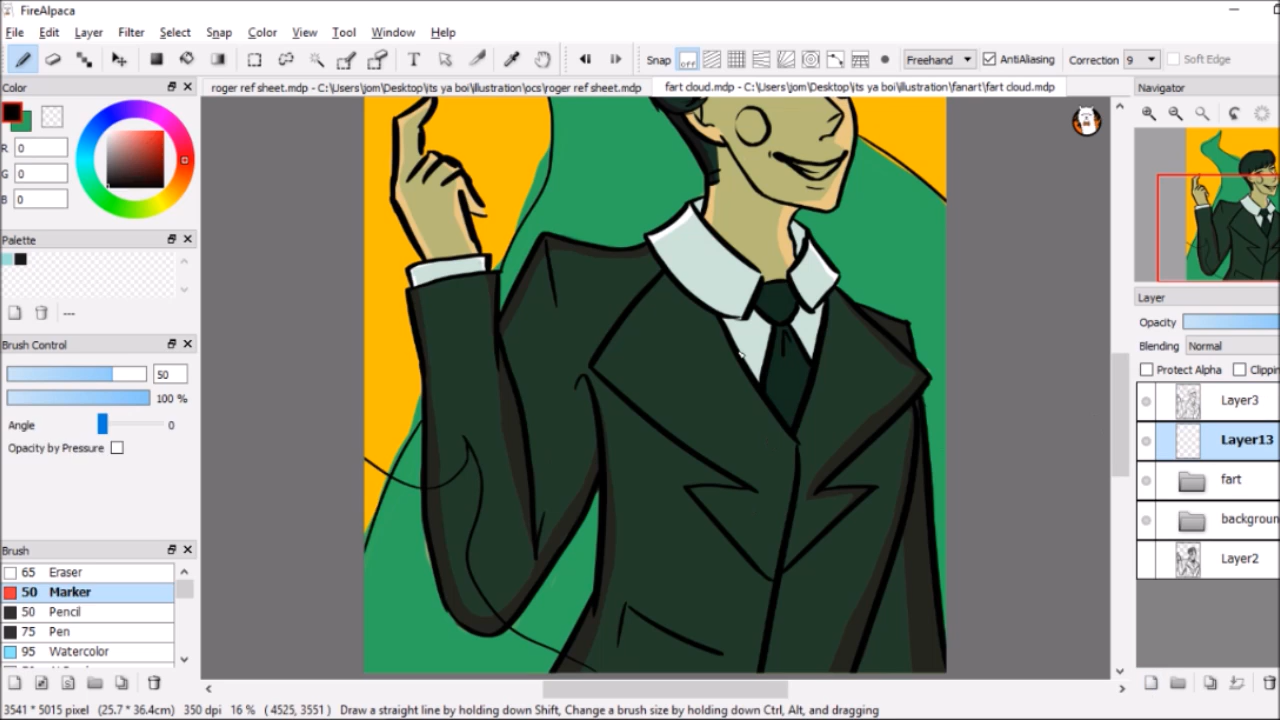 FireAlpaca
File Edit Layer Filter Select Snap Color View Tool Window Help
T Snap off Freehand AntiAliasing Correction 9 Soft Edge
Color roger ref sheet.mdp - C:\Users\jom\Desktop\its ya boi\illustration\ocs\roger ref sheet.mdp fart cloud.mdp - C:\Users\jom\Desktop\its ya boi\illustration\fanart\fart cloud.mdp Navigator
R 0
G 0
B 0
Palette
---
Brush Control
50
100 %
Angle 0
Opacity by Pressure
Brush
65 Eraser
50 Marker
50 Pencil
75 Pen
95 Watercolor
Layer
Opacity
Blending Normal
Protect Alpha Clippin
Layer3
Layer13
fart
backgroun
Layer2
3541 * 5015 pixel (25.7 * 36.4cm) 350 dpi 16 % ( 4525, 3551 ) Draw a straight line by holding down Shift, Change a brush size by holding down Ctrl, Alt, and dragging